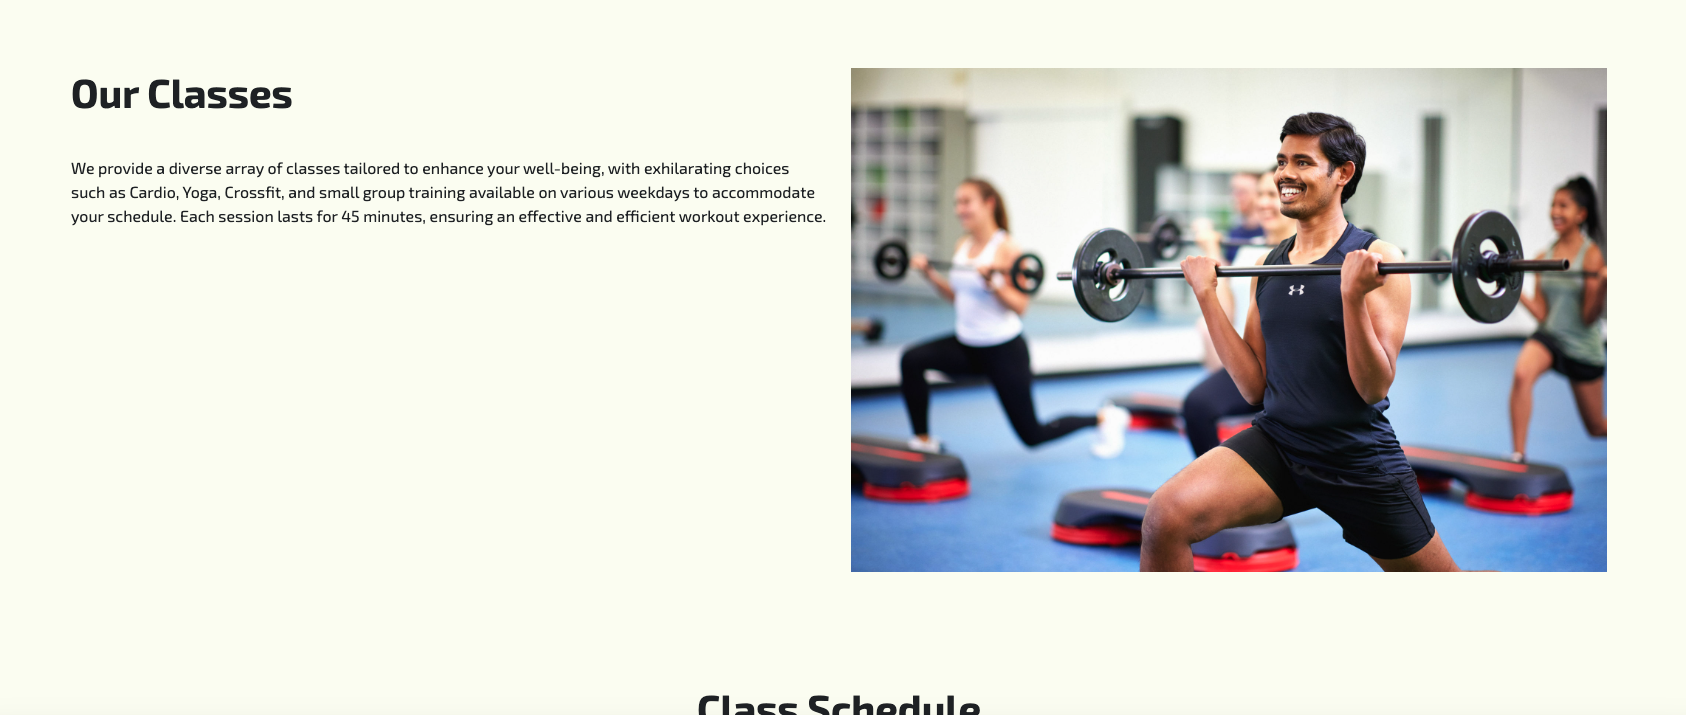 Our Classes
We provide a diverse array of classes tailored to enhance your well-being, with exhilarating choices
such as Cardio, Yoga, Crossfit, and small group training available on various weekdays to accommodate
your schedule. Each session lasts for 45 minutes, ensuring an effective and efficient workout experience.
Class Schedule